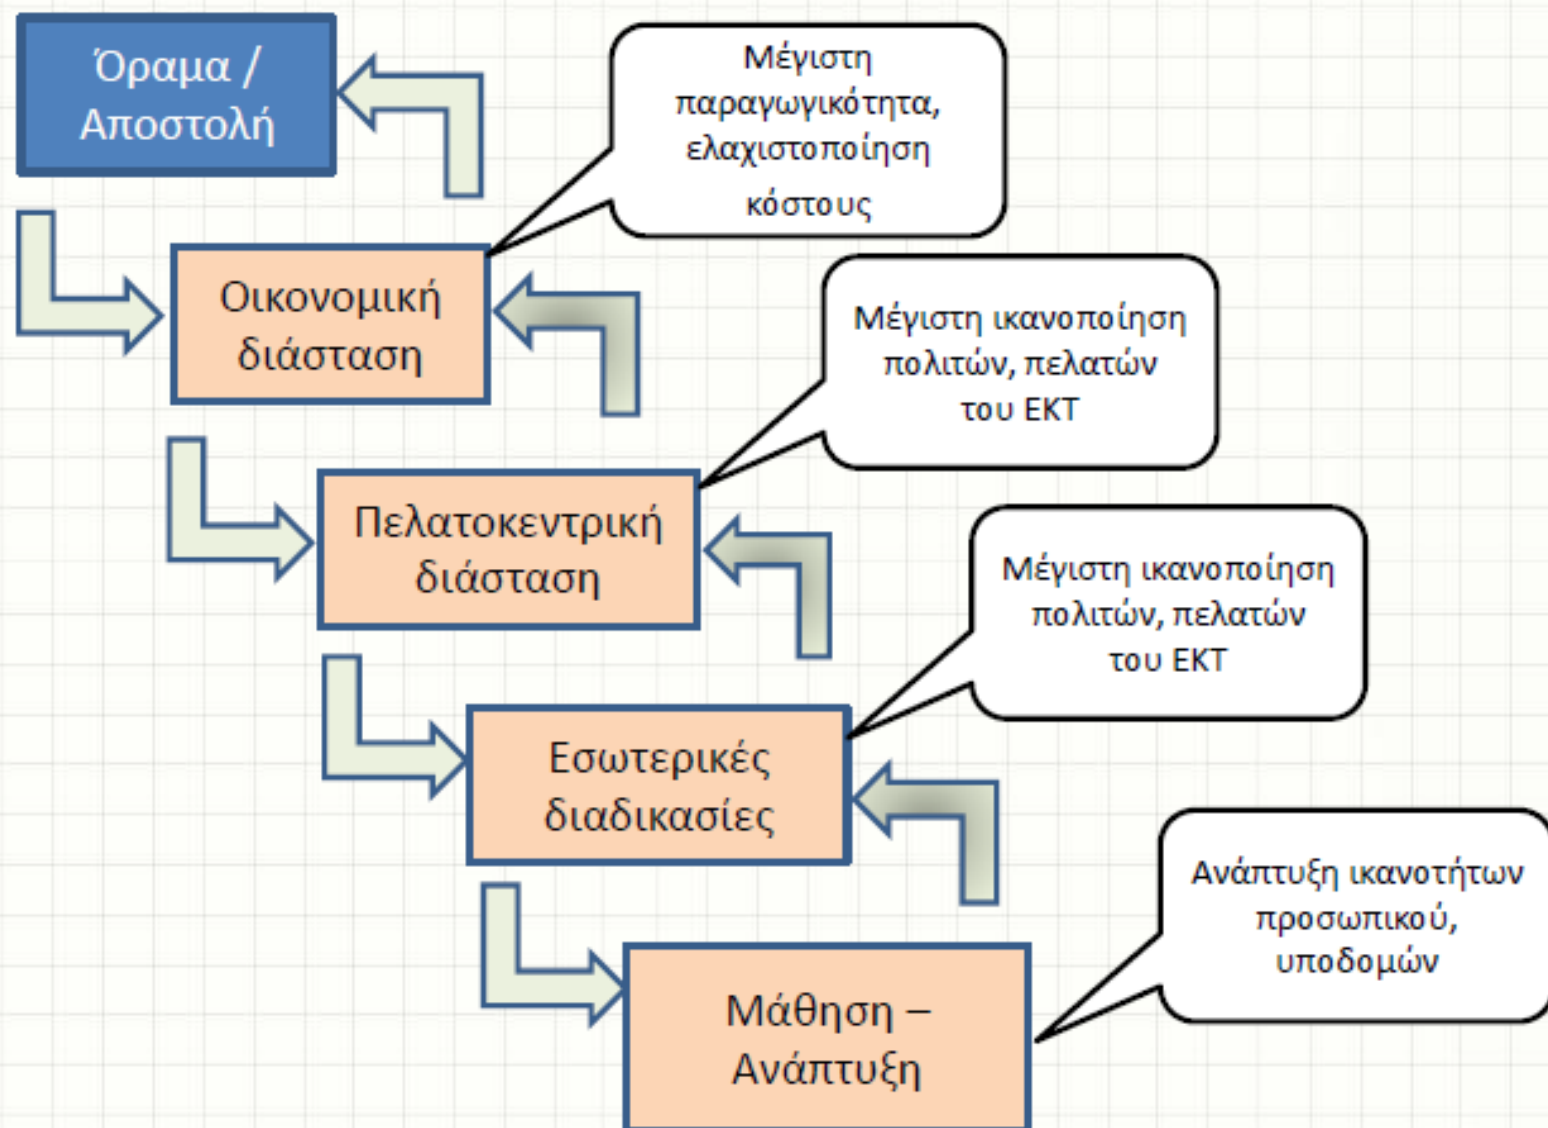 Όραμα /
Αποστολή
Μέγιστη
παραγωγικότητα,
ελαχιστοποίηση
κόστους
Οικονομική
διάσταση
Μέγιστη ικανοποίηση
πολιτών, πελατών
του ΕΚΤ
Πελατοκεντρική
διάσταση
Μέγιστη ικανοποίηση
πολιτών, πελατών
του ΕΚΤ
Εσωτερικές
διαδικασίες
Ανάπτυξη ικανοτήτων
προσωπικού,
υποδομών
Μάθηση –
Ανάπτυξη